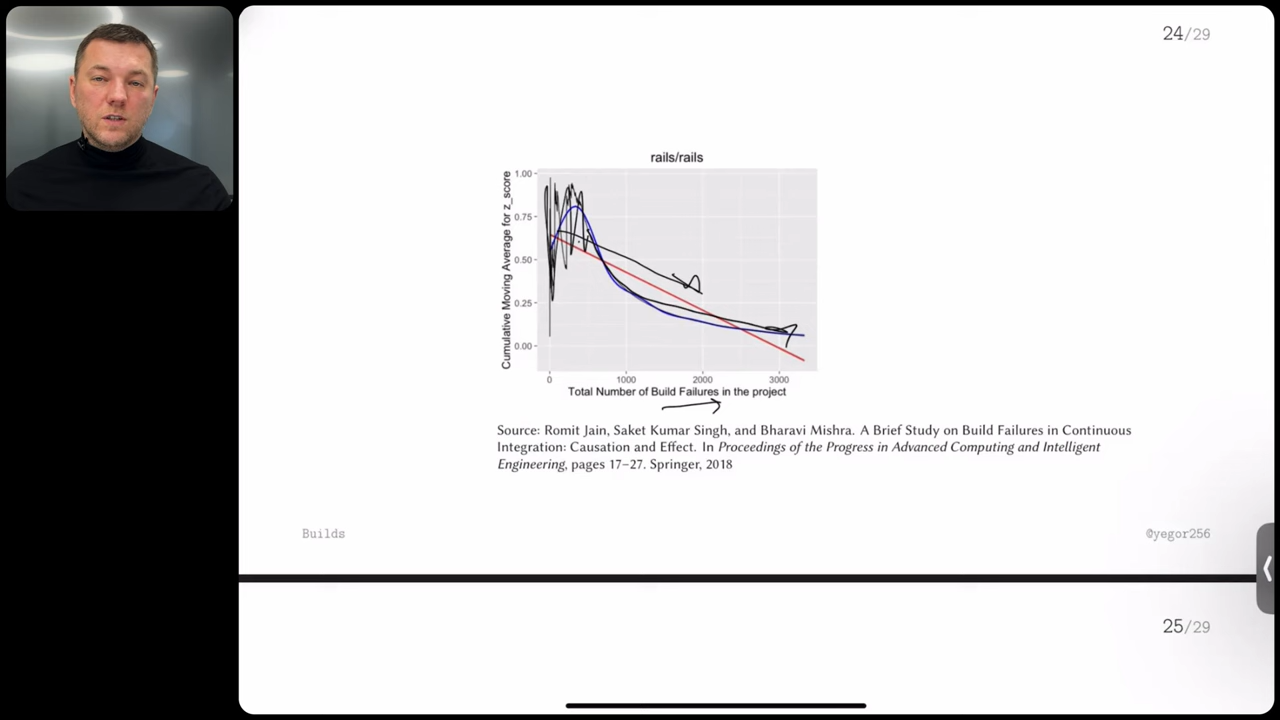 24/29
rails/rails
Cumulative Moving Average for z_score
1.00
0.75
0.50
0.25
0.00
0
1000
2000
3000
Total Number of Build Failures in the project
Source: Romit Jain, Saket Kumar Singh, and Bharavi Mishra. A Brief Study on Build Failures in Continuous
Integration: Causation and Effect. In Proceedings of the Progress in Advanced Computing and Intelligent
Engineering, pages 17–27. Springer, 2018
Builds
@yegor256
25/29